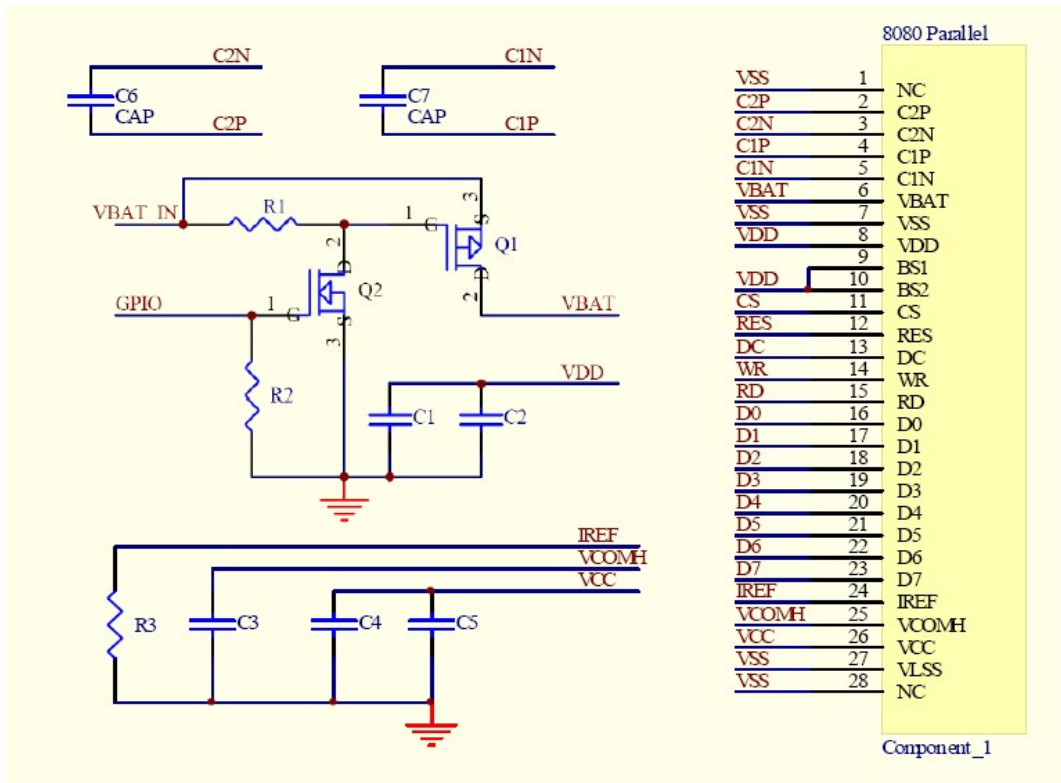 8080 Parallel
C2N
C6
CAP
C2P
C1N
C7
CAP
C1P
VBAT_IN
R1
1
G
3
S
Q1
D
2
VBAT
2
D
Q2
GPIO
1
G
S
3
R2
VDD
C1
C2
IREF
VCOMH
VCC
R3
C3
C4
C5
VSS 1 NC
C2P 2 C2P
C2N 3 C2N
C1P 4 C1P
C1N 5 C1N
VBAT 6 VBAT
VSS 7 VSS
VDD 8 VDD
9 BS1
VDD 10 BS2
CS 11 CS
RES 12 RES
DC 13 DC
WR 14 WR
RD 15 RD
D0 16 D0
D1 17 D1
D2 18 D2
D3 19 D3
D4 20 D4
D5 21 D5
D6 22 D6
D7 23 D7
IREF 24 IREF
VCOMH 25 VCOMH
VCC 26 VCC
VSS 27 VLSS
VSS 28 NC
Component_1